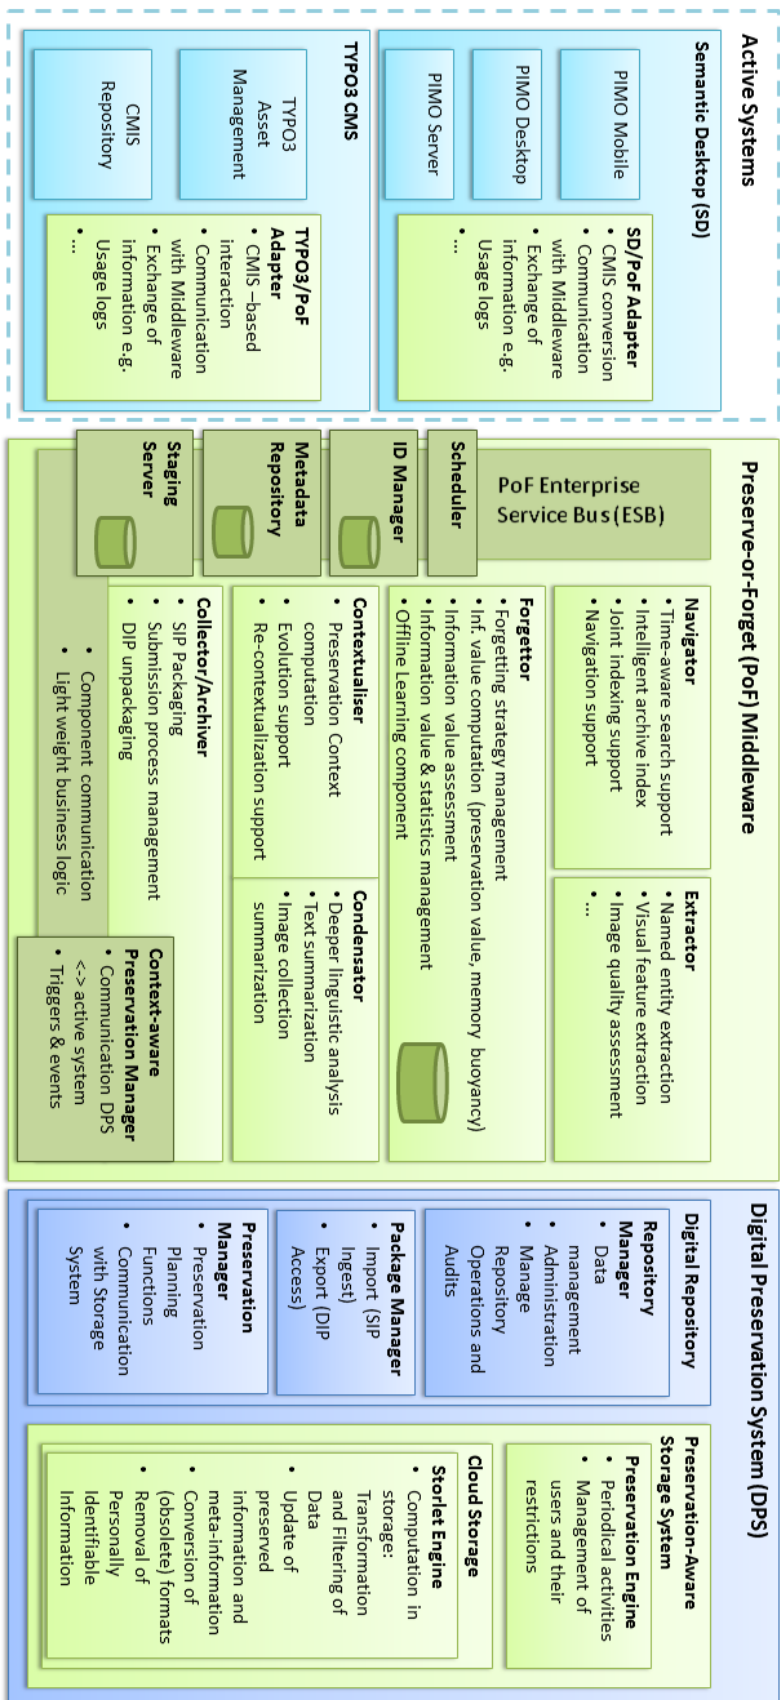 Active Systems
Semantic Desktop (SD)
PIMO Mobile
PIMO Desktop
PIMO Server
SD/PoF Adapter
• CMIS conversion
• Communication
with Middleware
• Exchange of
information e.g.
Usage logs
• ...
TYPO3 CMS
TYPO3
Asset
Management
CMIS
Repository
TYPO3/PoF
Adapter
• CMIS –based
interaction
• Communication
with Middleware
• Exchange of
information e.g.
Usage logs
• ...
Preserve-or-Forget (PoF) Middleware
PoF Enterprise
Service Bus (ESB)
Scheduler
ID Manager
Metadata
Repository
Staging
Server
Navigator
• Time-aware search support
• Intelligent archive index
• Joint indexing support
• Navigation support
Extractor
• Named entity extraction
• Visual feature extraction
• Image quality assessment
• ...
Forgettor
• Forgetting strategy management
• Inf. value computation (preservation value, memory buoyancy)
• Information value assessment
• Information value & statistics management
• Offline Learning component
Contextualiser
• Preservation Context
computation
• Evolution support
• Re-contextualization support
Condensator
• Deeper linguistic analysis
• Text summarization
• Image collection
summarization
Collector/Archiver
• SIP Packaging
• Submission process management
• DIP unpackaging
• Component communication
• Light weight business logic
Context-aware
Preservation Manager
• Communication DPS
<-> active system
• Triggers & events
Digital Preservation System (DPS)
Digital Repository
Repository
Manager
• Data
management
• Administration
• Manage
Repository
Operations and
Audits
Package Manager
• Import (SIP
Ingest)
• Export (DIP
Access)
Preservation
Manager
• Preservation
Planning
Functions
• Communication
with Storage
System
Preservation-Aware
Storage System
Preservation Engine
• Periodical activities
• Management of
users and their
restrictions
Cloud Storage
Storlet Engine
• Computation in
storage:
Transformation
and Filtering of
Data
• Update of
preserved
information and
meta-information
• Conversion of
(obsolete) formats
• Removal of
Personally
Identifiable
Information